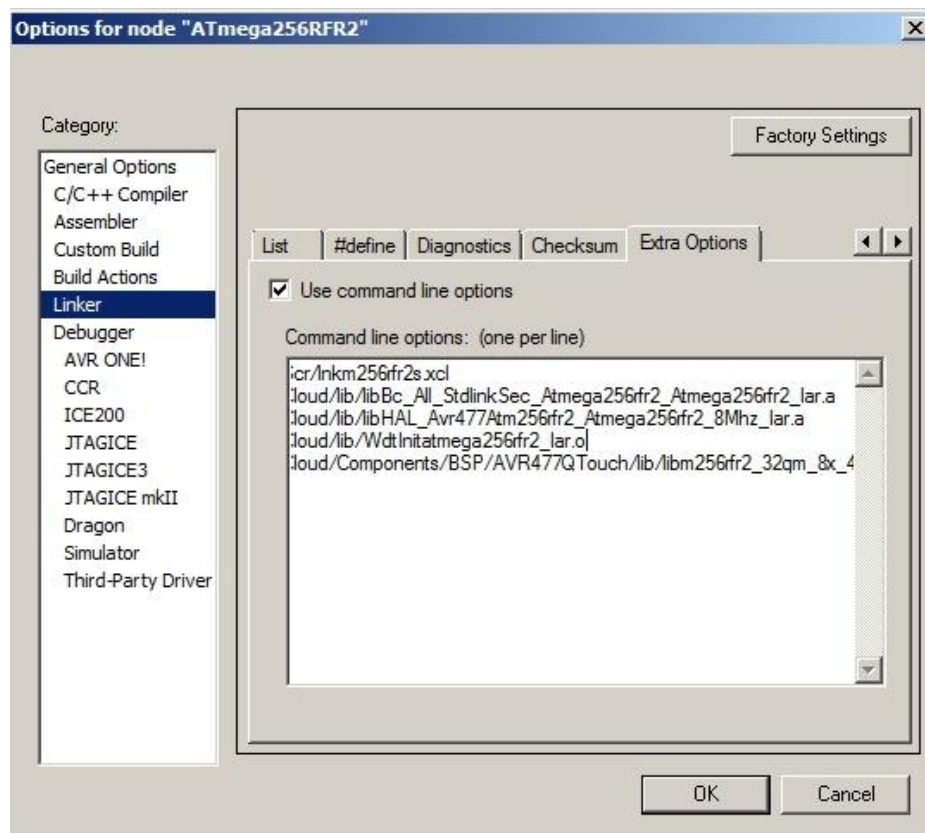 Options for node "ATmega256RFR2"
Category:
Factory Settings
General Options
C/C++ Compiler
Assembler
Custom Build
Build Actions
Linker
Debugger
AVR ONE!
CCR
ICE200
JTAGICE
JTAGICE3
JTAGICE mkII
Dragon
Simulator
Third-Party Driver
List
#define
Diagnostics
Checksum
Extra Options
Use command line options
Command line options: (one per line)
cr/lnkm256rfr2s.xcl
loud/lib/libBc_All_StdlinkSec_Atmega256rfr2_Atmega256rfr2_Iar.a
loud/lib/libHAL_Avr477Atm256rfr2_Atmega256rfr2_8Mhz_Iar.a
loud/lib/WdtInitatmega256rfr2_Iar.o
loud/Components/BSP/AVR477QTouch/lib/libm256rfr2_32qm_8x_4
OK
Cancel